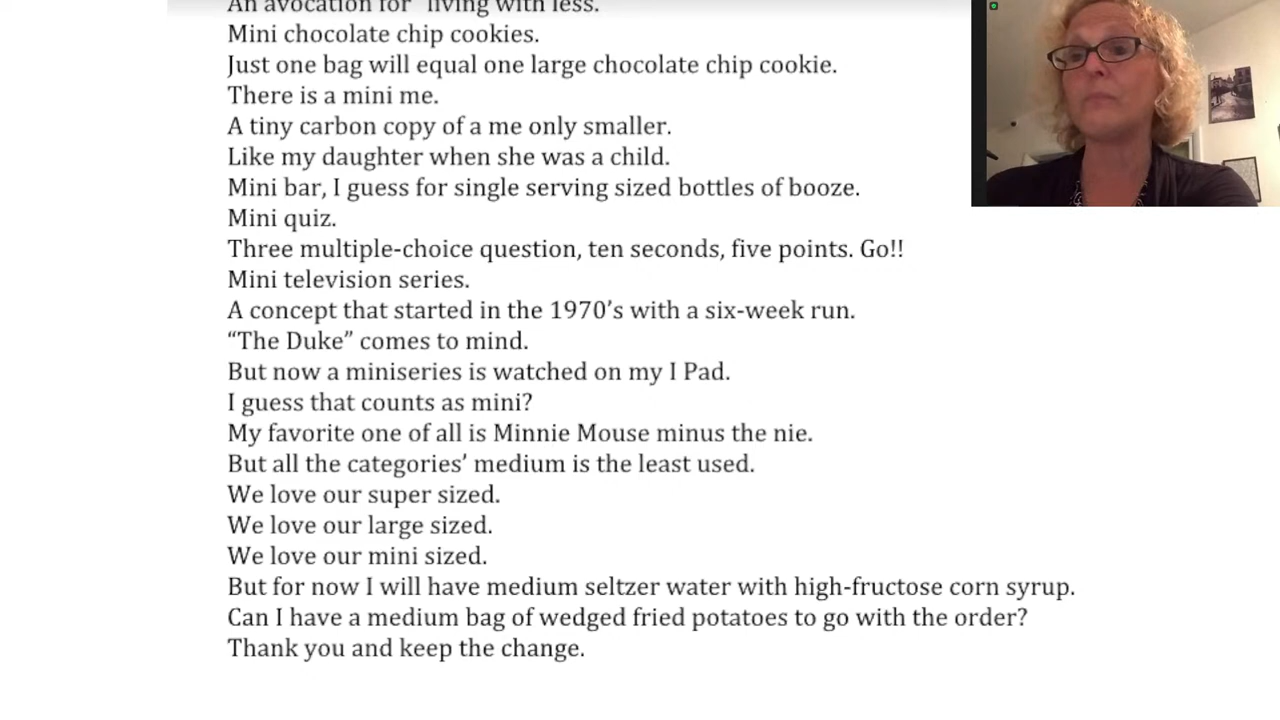 An avocation for "living with less.
Mini chocolate chip cookies.
Just one bag will equal one large chocolate chip cookie.
There is a mini me.
A tiny carbon copy of a me only smaller.
Like my daughter when she was a child.
Mini bar, I guess for single serving sized bottles of booze.
Mini quiz.
Three multiple-choice question, ten seconds, five points. Go!!
Mini television series.
A concept that started in the 1970’s with a six-week run.
“The Duke” comes to mind.
But now a miniseries is watched on my I Pad.
I guess that counts as mini?
My favorite one of all is Minnie Mouse minus the nie.
But all the categories’ medium is the least used.
We love our super sized.
We love our large sized.
We love our mini sized.
But for now I will have medium seltzer water with high-fructose corn syrup.
Can I have a medium bag of wedged fried potatoes to go with the order?
Thank you and keep the change.